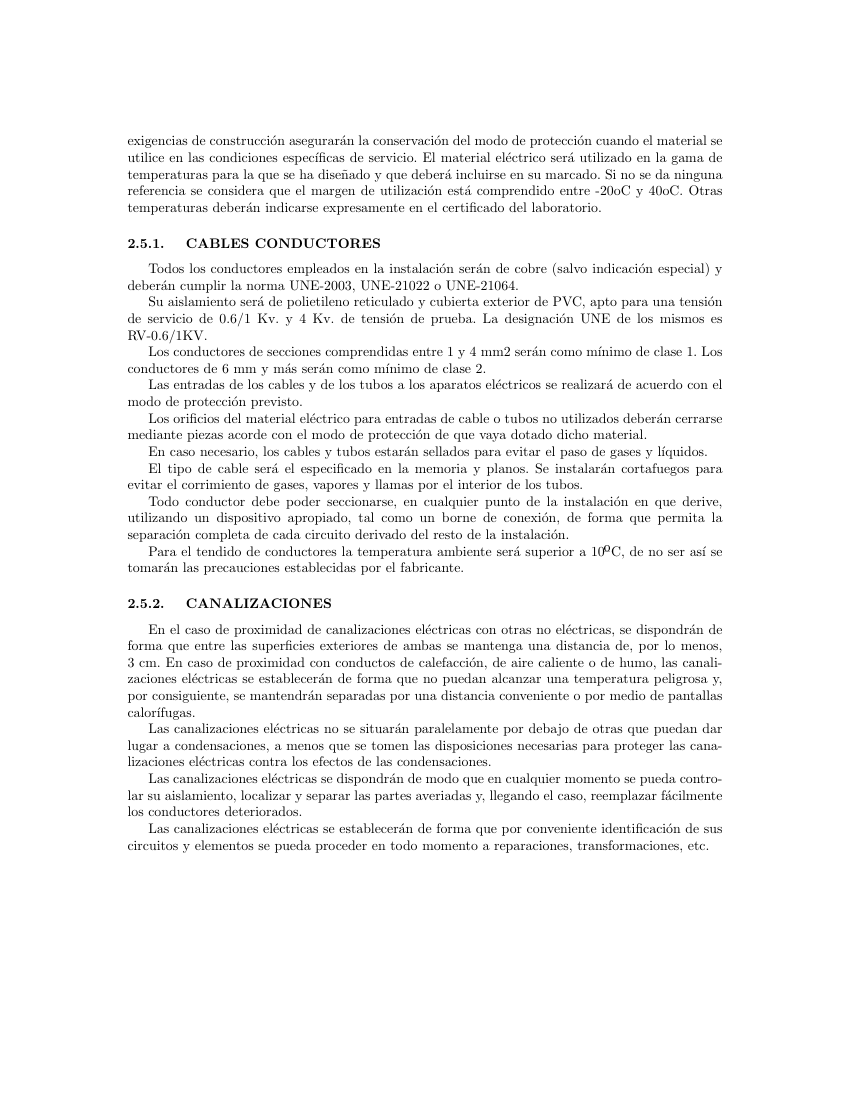 exigencias de construcción asegurarán la conservación del modo de protección cuando el material se
utilice en las condiciones específicas de servicio. El material eléctrico será utilizado en la gama de
temperaturas para la que se ha diseñado y que deberá incluirse en su marcado. Si no se da ninguna
referencia se considera que el margen de utilización está comprendido entre -20oC y 40oC. Otras
temperaturas deberán indicarse expresamente en el certificado del laboratorio.
2.5.1. CABLES CONDUCTORES
Todos los conductores empleados en la instalación serán de cobre (salvo indicación especial) y
deberán cumplir la norma UNE-2003, UNE-21022 o UNE-21064.
Su aislamiento será de polietileno reticulado y cubierta exterior de PVC, apto para una tensión
de servicio de 0.6/1 Kv. y 4 Kv. de tensión de prueba. La designación UNE de los mismos es
RV-0.6/1KV.
Los conductores de secciones comprendidas entre 1 y 4 mm2 serán como mínimo de clase 1. Los
conductores de 6 mm y más serán como mínimo de clase 2.
Las entradas de los cables y de los tubos a los aparatos eléctricos se realizará de acuerdo con el
modo de protección previsto.
Los orificios del material eléctrico para entradas de cable o tubos no utilizados deberán cerrarse
mediante piezas acorde con el modo de protección de que vaya dotado dicho material.
En caso necesario, los cables y tubos estarán sellados para evitar el paso de gases y líquidos.
El tipo de cable será el especificado en la memoria y planos. Se instalarán cortafuegos para
evitar el corrimiento de gases, vapores y llamas por el interior de los tubos.
Todo conductor debe poder seccionarse, en cualquier punto de la instalación en que derive,
utilizando un dispositivo apropiado, tal como un borne de conexión, de forma que permita la
separación completa de cada circuito derivado del resto de la instalación.
Para el tendido de conductores la temperatura ambiente será superior a 10ºC, de no ser así se
tomarán las precauciones establecidas por el fabricante.
2.5.2. CANALIZACIONES
En el caso de proximidad de canalizaciones eléctricas con otras no eléctricas, se dispondrán de
forma que entre las superficies exteriores de ambas se mantenga una distancia de, por lo menos,
3 cm. En caso de proximidad con conductos de calefacción, de aire caliente o de humo, las canali-
zaciones eléctricas se establecerán de forma que no puedan alcanzar una temperatura peligrosa y,
por consiguiente, se mantendrán separadas por una distancia conveniente o por medio de pantallas
calorífugas.
Las canalizaciones eléctricas no se situarán paralelamente por debajo de otras que puedan dar
lugar a condensaciones, a menos que se tomen las disposiciones necesarias para proteger las cana-
lizaciones eléctricas contra los efectos de las condensaciones.
Las canalizaciones eléctricas se dispondrán de modo que en cualquier momento se pueda contro-
lar su aislamiento, localizar y separar las partes averiadas y, llegando el caso, reemplazar fácilmente
los conductores deteriorados.
Las canalizaciones eléctricas se establecerán de forma que por conveniente identificación de sus
circuitos y elementos se pueda proceder en todo momento a reparaciones, transformaciones, etc.